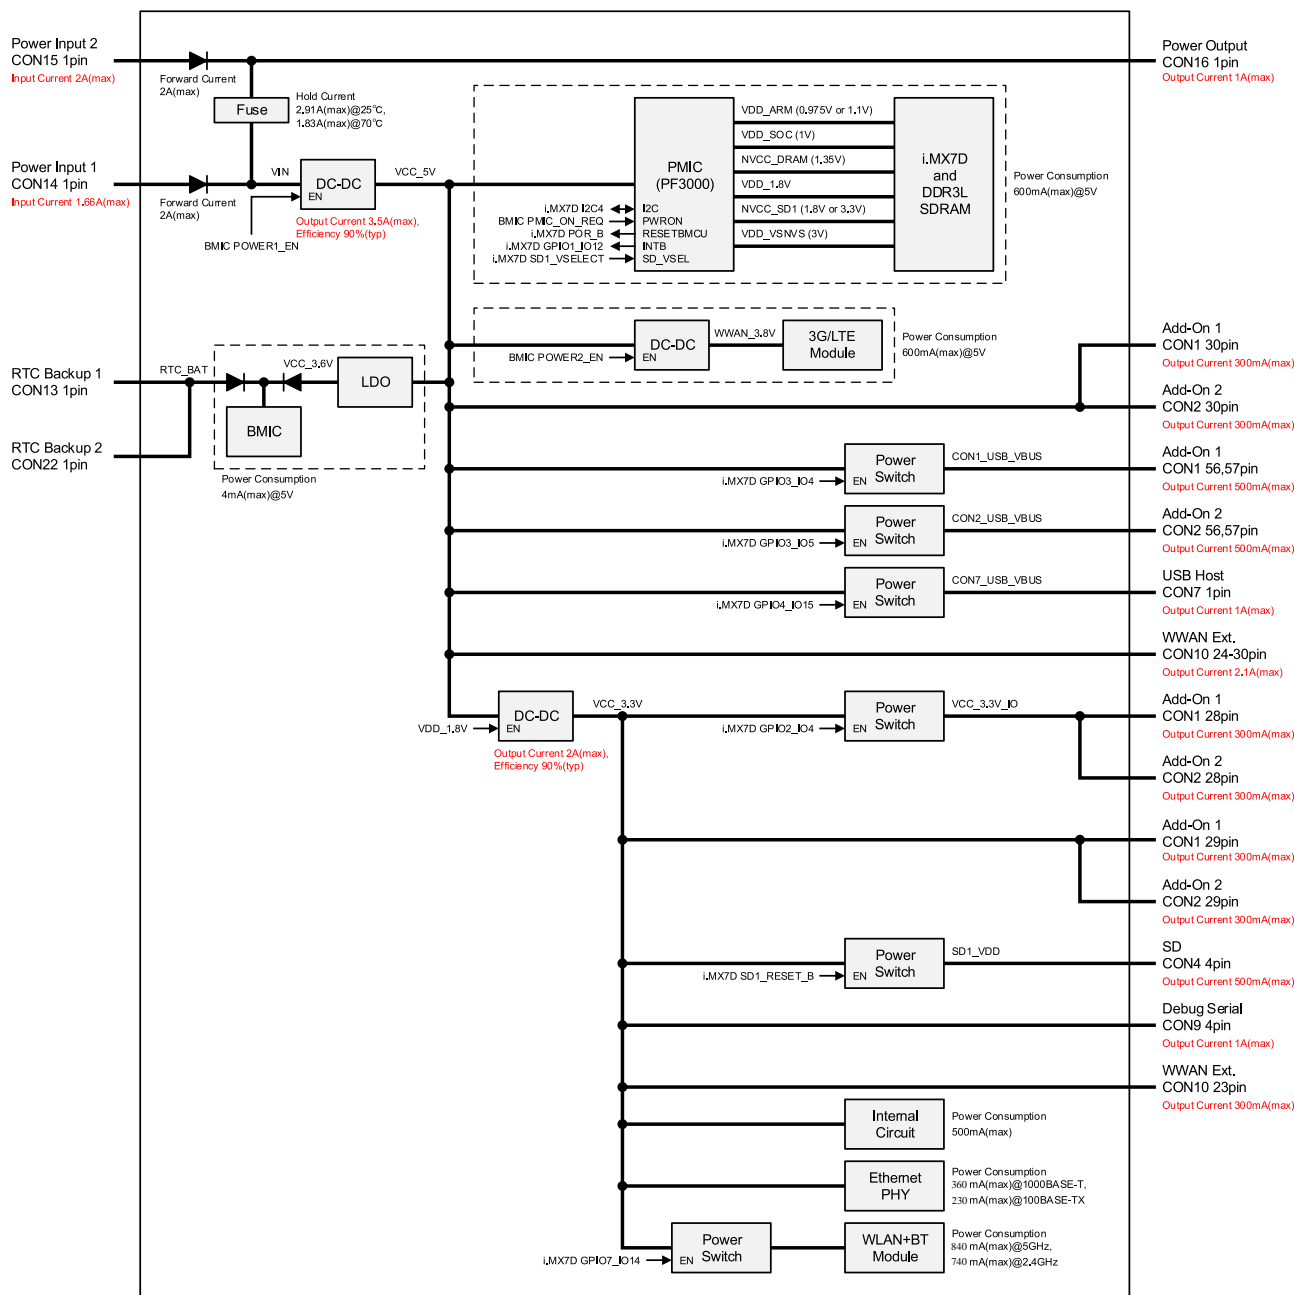 Power Input 2
CON15 1pin
Input Current 2A(max)
Forward Current
2A(max)
Fuse
Hold Current
2.91A(max)@25°C,
1.83A(max)@70°C
Power Output
CON16 1pin
Output Current 1A(max)
Power Input 1
CON14 1pin
Input Current 1.66A(max)
Forward Current
2A(max)
VIN
DC-DC
EN
VCC_5V
BMIC POWER1_EN
Output Current 3.5A(max),
Efficiency 90%(typ)
PMIC
(PF3000)
i.MX7D I2C4
I2C
BMIC PMIC_ON_REQ
PWRON
i.MX7D POR_B
RESETBMCU
i.MX7D GPIO1_IO12
INTB
i.MX7D SD1_VSELECT
SD_VSEL
VDD_ARM (0.975V or 1.1V)
VDD_SOC (1V)
NVCC_DRAM (1.35V)
VDD_1.8V
NVCC_SD1 (1.8V or 3.3V)
VDD_VSNVS (3V)
i.MX7D
and
DDR3L
SDRAM
Power Consumption
600mA(max)@5V
DC-DC
EN
BMIC POWER2_EN
WWAN_3.8V
3G/LTE
Module
Power Consumption
600mA(max)@5V
Add-On 1
CON1 30pin
Output Current 300mA(max)
RTC Backup 1
CON13 1pin
RTC_BAT
VCC_3.6V
LDO
BMIC
Power Consumption
4mA(max)@5V
RTC Backup 2
CON22 1pin
Add-On 2
CON2 30pin
Output Current 300mA(max)
i.MX7D GPIO3_IO4
EN
Power
Switch
CON1_USB_VBUS
Add-On 1
CON1 56,57pin
Output Current 500mA(max)
i.MX7D GPIO3_IO5
EN
Power
Switch
CON2_USB_VBUS
Add-On 2
CON2 56,57pin
Output Current 500mA(max)
i.MX7D GPIO4_IO15
EN
Power
Switch
CON7_USB_VBUS
USB Host
CON7 1pin
Output Current 1A(max)
WWAN Ext.
CON10 24-30pin
Output Current 2.1A(max)
VDD_1.8V
DC-DC
EN
VCC_3.3V
Output Current 2A(max),
Efficiency 90%(typ)
i.MX7D GPIO2_IO4
EN
Power
Switch
VCC_3.3V_IO
Add-On 1
CON1 28pin
Output Current 300mA(max)
Add-On 2
CON2 28pin
Output Current 300mA(max)
Add-On 1
CON1 29pin
Output Current 300mA(max)
Add-On 2
CON2 29pin
Output Current 300mA(max)
i.MX7D SD1_RESET_B
EN
Power
Switch
SD1_VDD
SD
CON4 4pin
Output Current 500mA(max)
Debug Serial
CON9 4pin
Output Current 1A(max)
WWAN Ext.
CON10 23pin
Output Current 300mA(max)
Internal
Circuit
Power Consumption
500mA(max)
Ethernet
PHY
Power Consumption
360 mA(max)@1000BASE-T,
230 mA(max)@100BASE-TX
i.MX7D GPIO7_IO14
EN
Power
Switch
WLAN+BT
Module
Power Consumption
840 mA(max)@5GHz,
740 mA(max)@2.4GHz